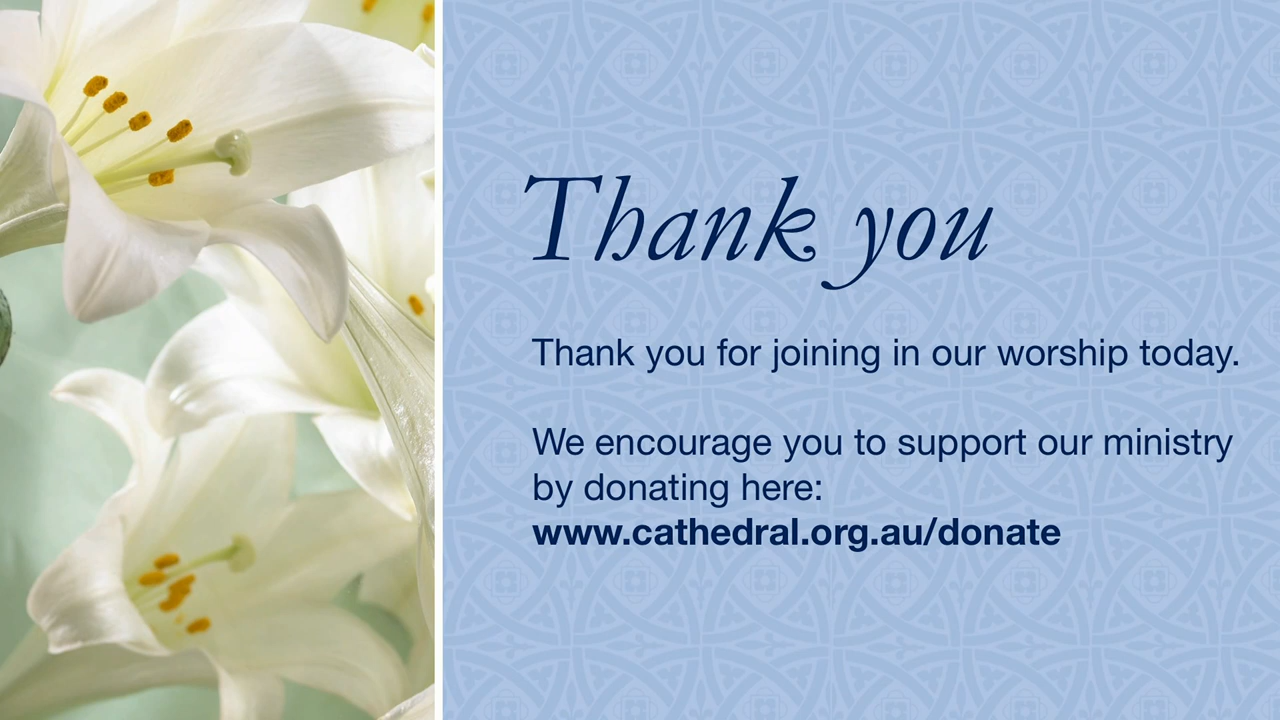 Thank you
Thank you for joining in our worship today.
We encourage you to support our ministry
by donating here:
www.cathedral.org.au/donate